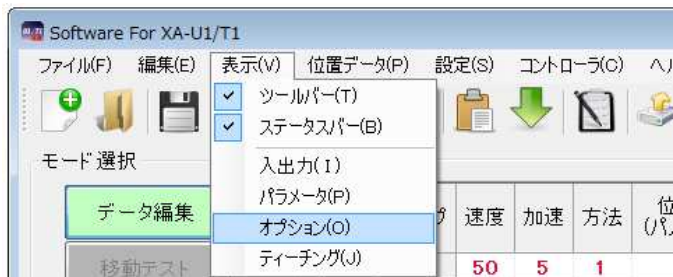 Software For XA-U1/T1
ファイル(F) 編集(E) 表示(V) 位置データ(P) 設定(S) コントローラ(C)
ツールバー(T)
ステータスバー(B)
モード選択
入出力(I)
パラメータ(P)
データ編集
オプション(O)
速度 加速 方法
ティーチング(J)
移動テスト
50 5 1